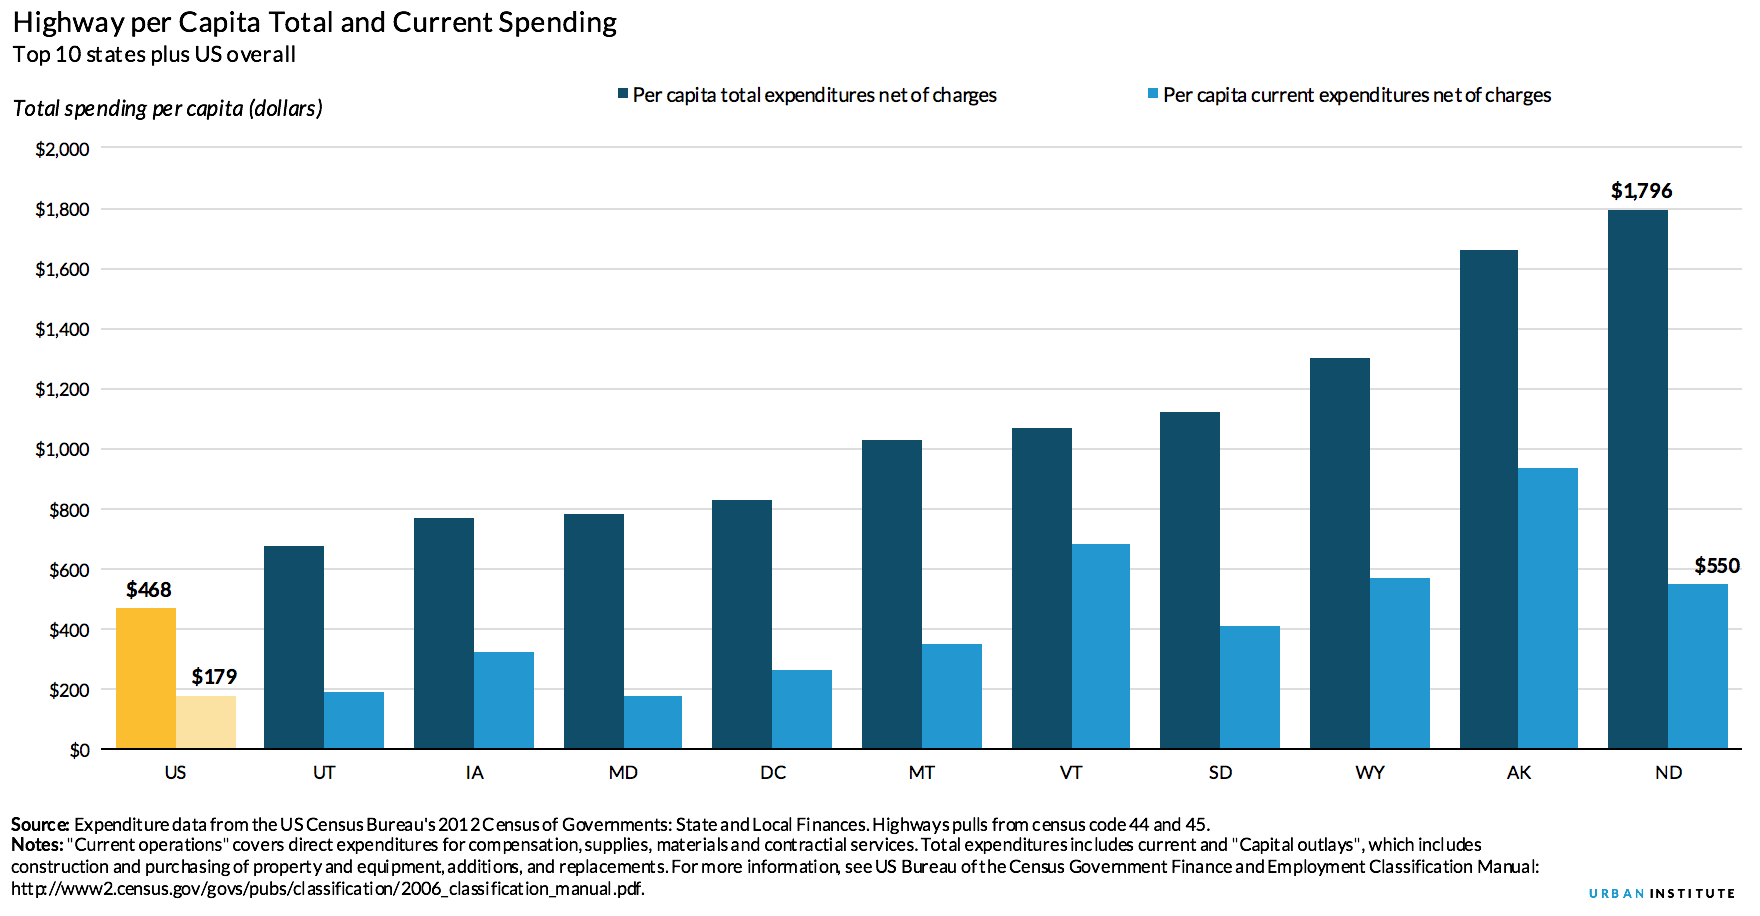 Highway per Capita Total and Current Spending
Top 10 states plus US overall
Total spending per capita (dollars)
Per capita total expenditures net of charges
Per capita current expenditures net of charges
$2,000
$1,800
$1,600
$1,400
$1,200
$1,000
$800
$600
$400
$200
$0
$468
$179
$1,796
$550
US UT IA MD DC MT VT SD WY AK ND
Source: Expenditure data from the US Census Bureau's 2012 Census of Governments: State and Local Finances. Highways pulls from census code 44 and 45.
Notes: "Current operations" covers direct expenditures for compensation, supplies, materials and contractial services. Total expenditures includes current and "Capital outlays", which includes
construction and purchasing of property and equipment, additions, and replacements. For more information, see US Bureau of the Census Government Finance and Employment Classification Manual:
http://www2.census.gov/govs/pubs/classification/2006_classification_manual.pdf.
URBAN INSTITUTE